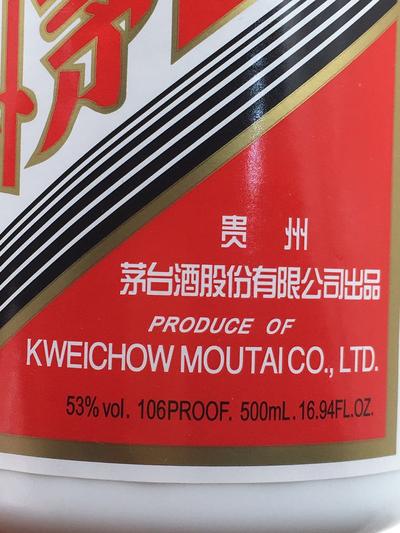 贵 州
茅台酒股份有限公司出品
PRODUCE OF
KWEICHOW MOUTAI CO., LTD.
53% vol. 106PROOF. 500mL. 16.94FL.OZ.